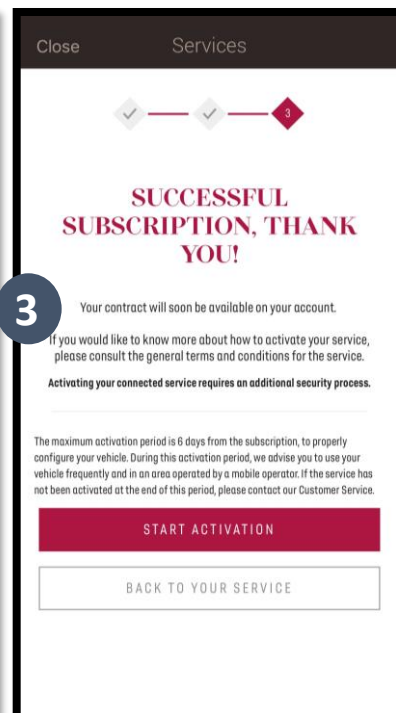 Close Services
3
SUCCESSFUL
SUBSCRIPTION, THANK
YOU!
3
Your contract will soon be available on your account.
If you would like to know more about how to activate your service,
please consult the general terms and conditions for the service.
Activating your connected service requires an additional security process.
The maximum activation period is 6 days from the subscription, to properly
configure your vehicle. During this activation period, we advise you to use your
vehicle frequently and in an area operated by a mobile operator. If the service has
not been activated at the end of this period, please contact our Customer Service.
START ACTIVATION
BACK TO YOUR SERVICE